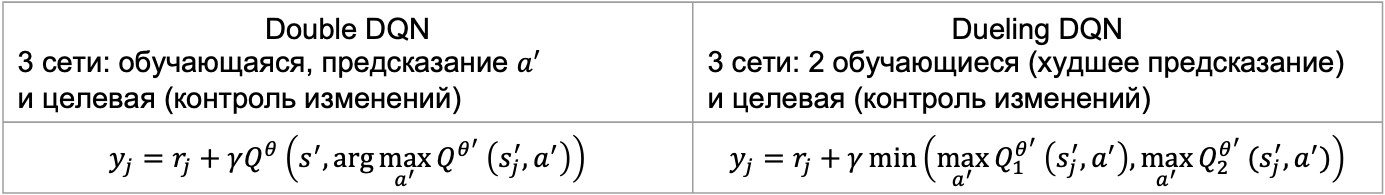 Double DQN
3 сети: обучающаяся, предсказание a′
и целевая (контроль изменений)
y_j = r_j + γQ^θ (s′, arg max_{a′} Q^{θ′} (s′_j, a′))
Dueling DQN
3 сети: 2 обучающиеся (худшее предсказание)
и целевая (контроль изменений)
y_j = r_j + γ min (max_{a′} Q_1^{θ′} (s′_j, a′), max_{a′} Q_2^{θ′} (s′_j, a′))